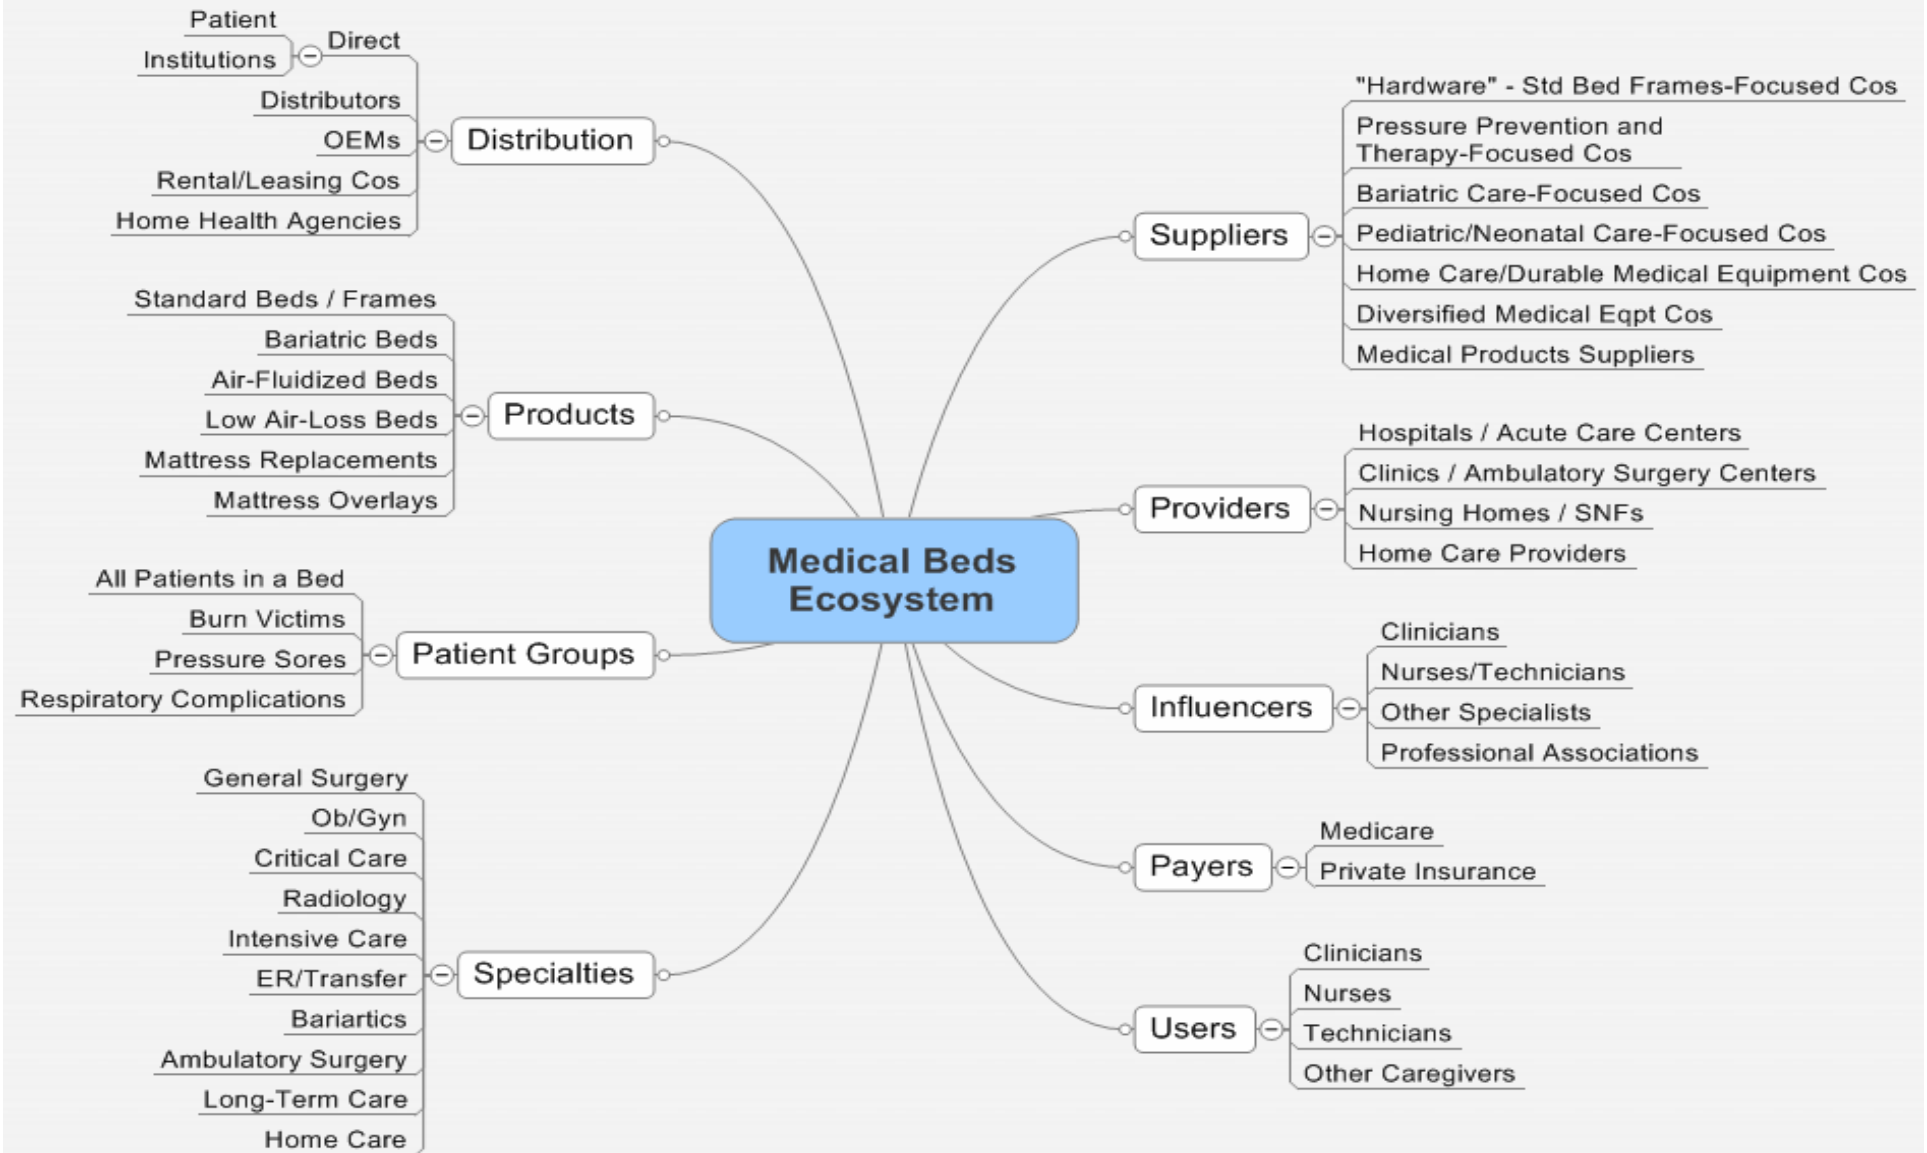 Patient
Institutions
Direct
Distributors
OEMs
Rental/Leasing Cos
Home Health Agencies
Distribution
Standard Beds / Frames
Bariatric Beds
Air-Fluidized Beds
Low Air-Loss Beds
Mattress Replacements
Mattress Overlays
Products
All Patients in a Bed
Burn Victims
Pressure Sores
Respiratory Complications
Patient Groups
General Surgery
Ob/Gyn
Critical Care
Radiology
Intensive Care
ER/Transfer
Bariartics
Ambulatory Surgery
Long-Term Care
Home Care
Specialties
Medical Beds
Ecosystem
Suppliers
"Hardware" - Std Bed Frames-Focused Cos
Pressure Prevention and
Therapy-Focused Cos
Bariatric Care-Focused Cos
Pediatric/Neonatal Care-Focused Cos
Home Care/Durable Medical Equipment Cos
Diversified Medical Eqpt Cos
Medical Products Suppliers
Providers
Hospitals / Acute Care Centers
Clinics / Ambulatory Surgery Centers
Nursing Homes / SNFs
Home Care Providers
Influencers
Clinicians
Nurses/Technicians
Other Specialists
Professional Associations
Payers
Medicare
Private Insurance
Users
Clinicians
Nurses
Technicians
Other Caregivers